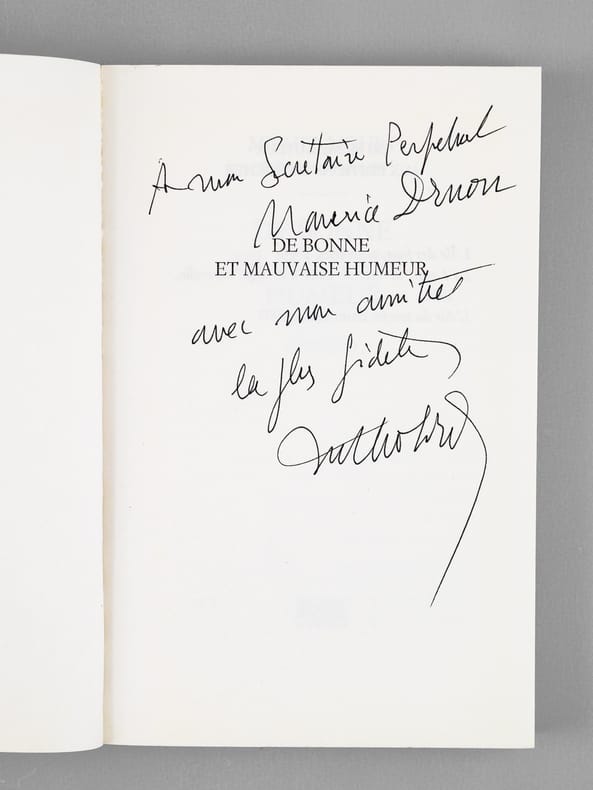 A mon Secrétaire Perpétuel
Maurice Druon
DE BONNE
ET MAUVAISE HUMEUR
avec mon amitié
la plus fidèle